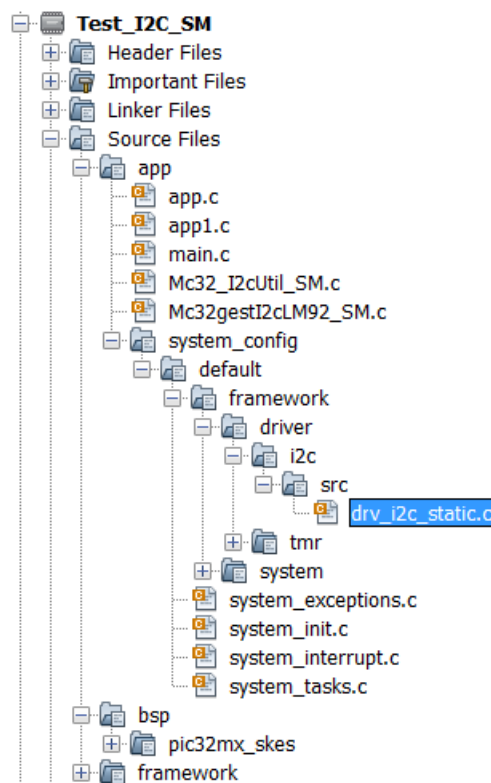 Test_I2C_SM
Header Files
Important Files
Linker Files
Source Files
app
app.c
app1.c
main.c
Mc32_I2cUtil_SM.c
Mc32gestI2cLM92_SM.c
system_config
default
framework
driver
i2c
src
drv_i2c_static.c
tmr
system
system_exceptions.c
system_init.c
system_interrupt.c
system_tasks.c
bsp
pic32mx_skes
framework